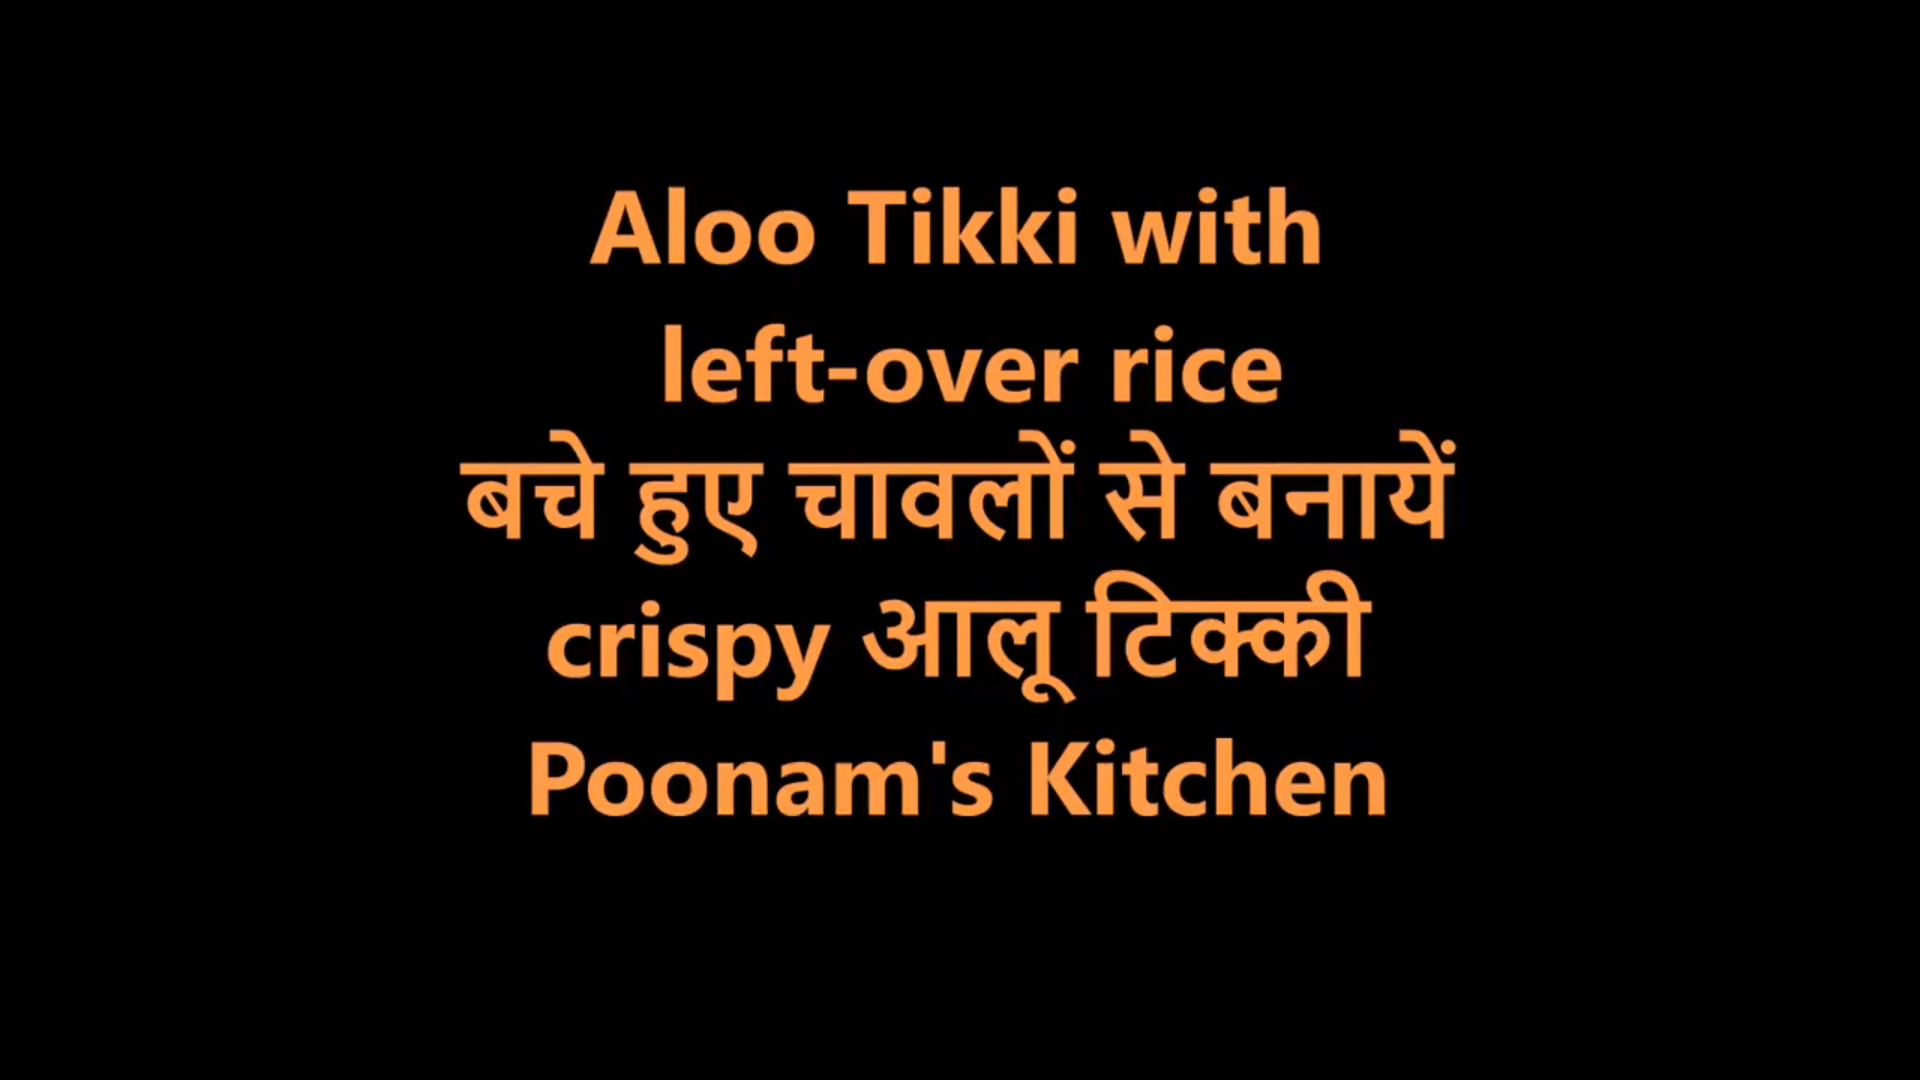 Aloo Tikki with
left-over rice
बचे हुए चावलों से बनायें
crispy आलू टिक्की
Poonam's Kitchen